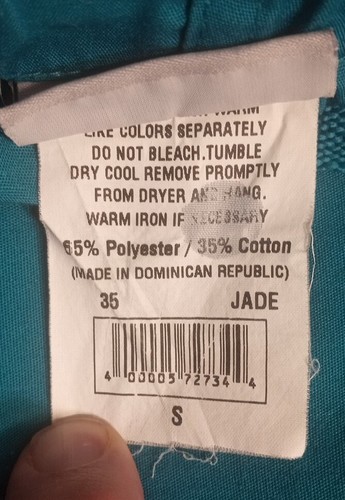 WARM
LIKE COLORS SEPARATELY
DO NOT BLEACH.TUMBLE
DRY COOL REMOVE PROMPTLY
FROM DRYER AND HANG.
WARM IRON IF NECESSARY
65% Polyester / 35% Cotton
(MADE IN DOMINICAN REPUBLIC)
35 JADE
4 00005 72734 4
S